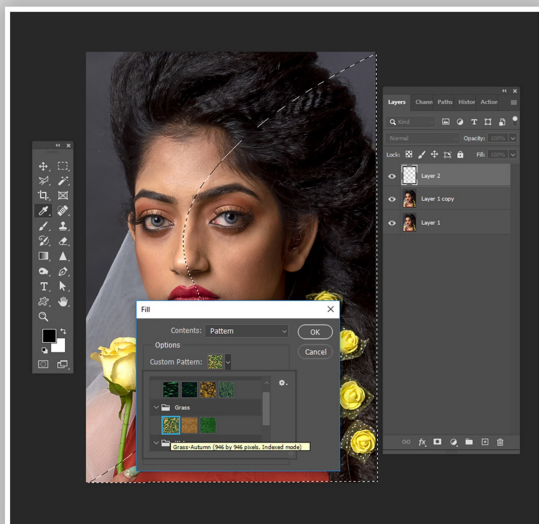 Layers Chann Paths Histor Action
Kind
Normal Opacity: 100%
Lock: Fill: 100%
Layer 2
Layer 1 copy
Layer 1
fx
Fill
Contents: Pattern OK
Options Cancel
Custom Pattern:
Grass
Grass-Autumn (946 by 946 pixels, Indexed mode)